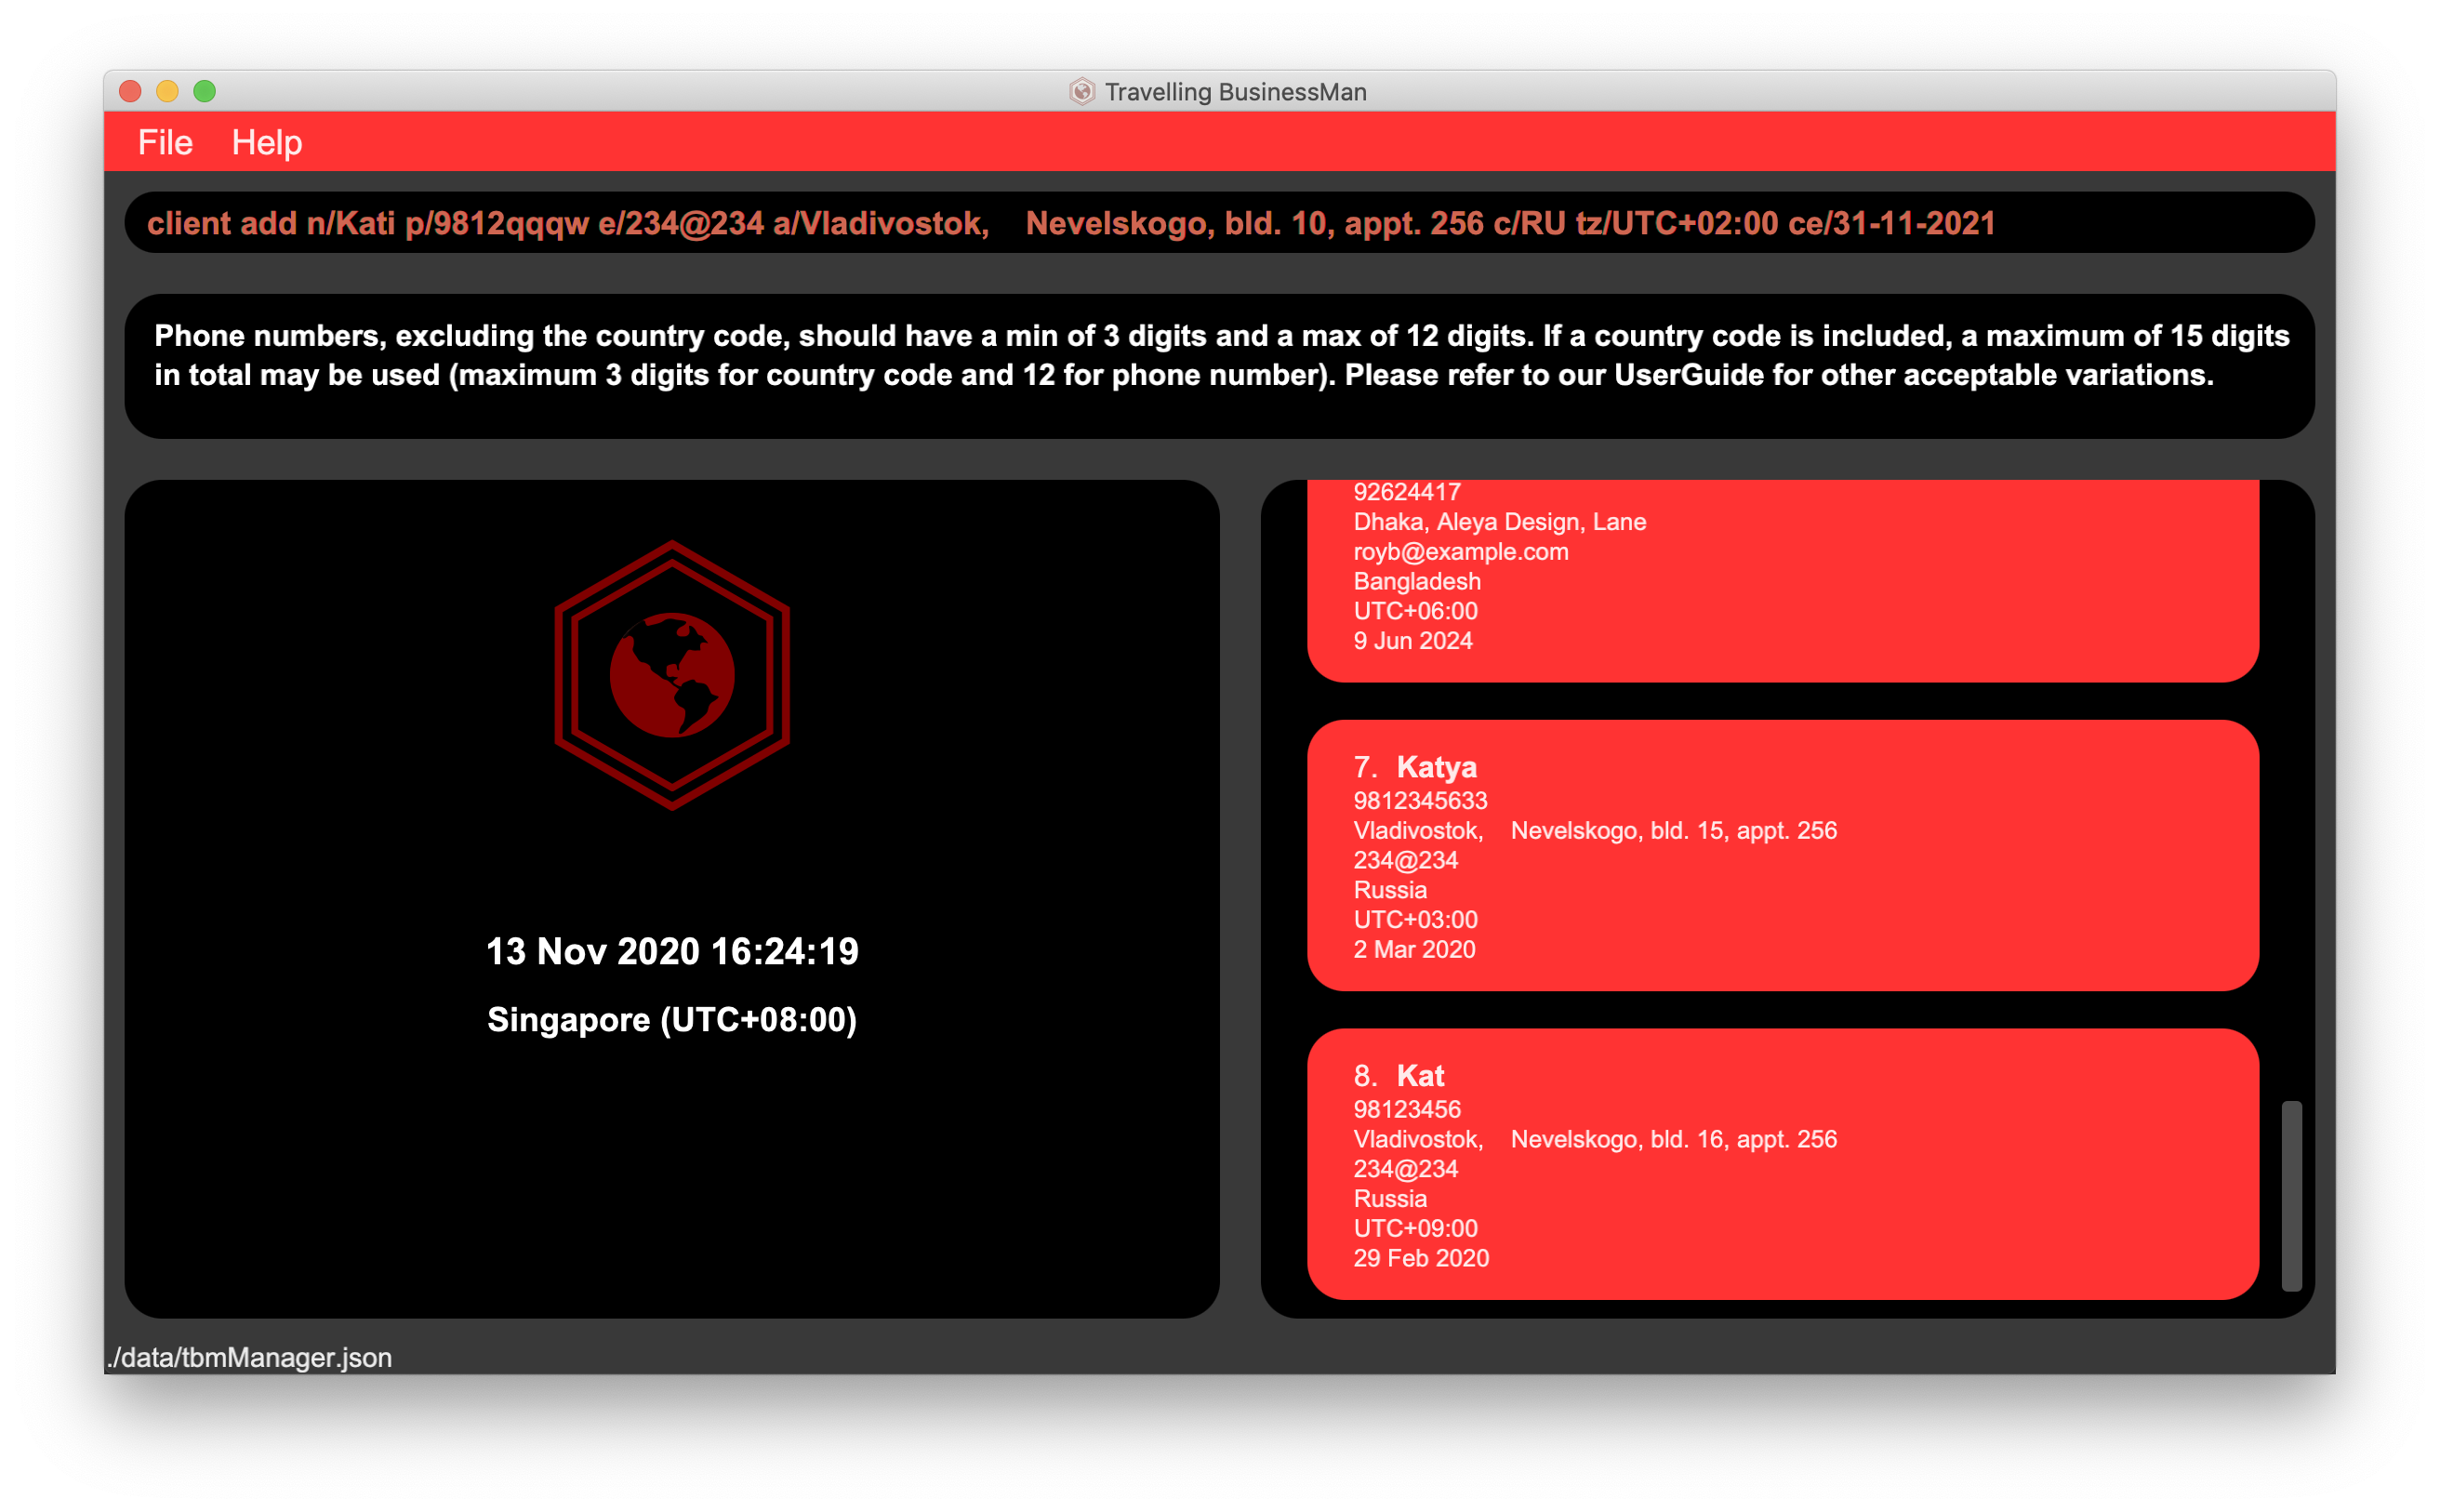 Travelling BusinessMan
File Help
client add n/Kati p/9812qqqw e/234@234 a/Vladivostok,    Nevelskogo, bld. 10, appt. 256 c/RU tz/UTC+02:00 ce/31-11-2021
Phone numbers, excluding the country code, should have a min of 3 digits and a max of 12 digits. If a country code is included, a maximum of 15 digits
in total may be used (maximum 3 digits for country code and 12 for phone number). Please refer to our UserGuide for other acceptable variations.
13 Nov 2020 16:24:19
Singapore (UTC+08:00)
92624417
Dhaka, Aleya Design, Lane
royb@example.com
Bangladesh
UTC+06:00
9 Jun 2024
7. Katya
9812345633
Vladivostok,    Nevelskogo, bld. 15, appt. 256
234@234
Russia
UTC+03:00
2 Mar 2020
8. Kat
98123456
Vladivostok,    Nevelskogo, bld. 16, appt. 256
234@234
Russia
UTC+09:00
29 Feb 2020
./data/tbmManager.json